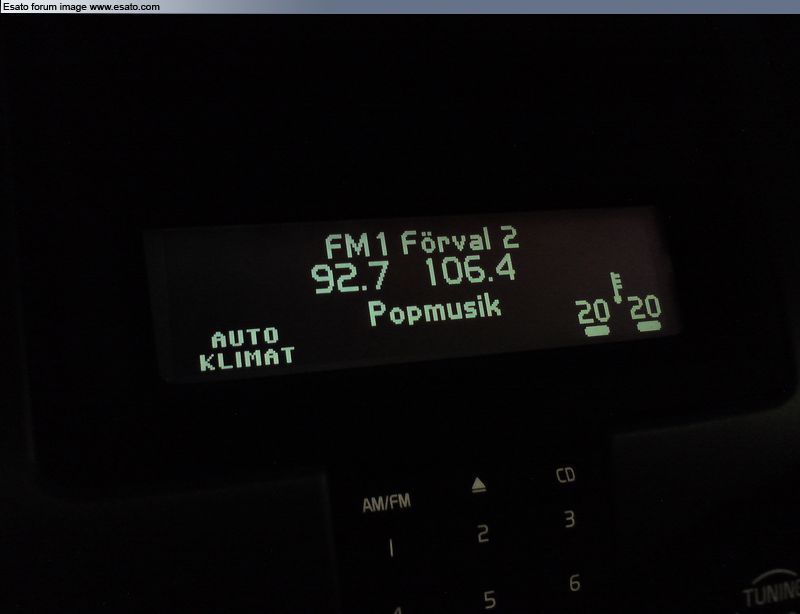 Esato forum image www.esato.com
FM1 Förval 2
92.7 106.4
Popmusik
20 20
AUTO
KLIMAT
AM/FM
CD
1 2 3
4 5 6
TUNING